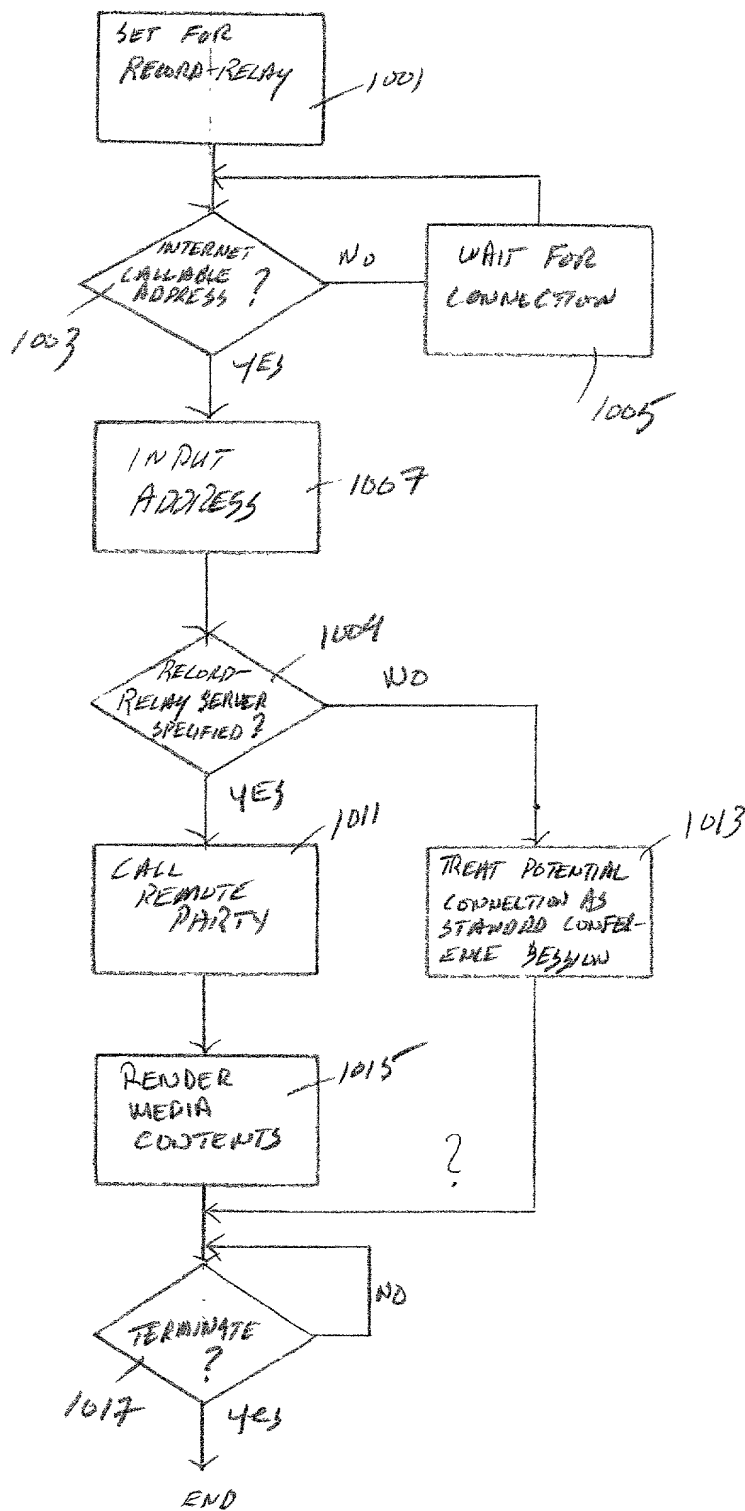 SET FOR
RECORD-RELAY
1001
INTERNET
CALLABLE
ADDRESS ?
1003
NO
WAIT FOR
CONNECTION
1005
YES
INPUT
ADDRESS
1007
1009
RECORD-
RELAY SERVER
SPECIFIED ?
NO
YES
1011
CALL
REMOTE
PARTY
1013
TREAT POTENTIAL
CONNECTION AS
STANDARD CONFER-
ENCE SESSION
RENDER
MEDIA
CONTENTS
1015
?
TERMINATE
?
NO
1017
YES
END